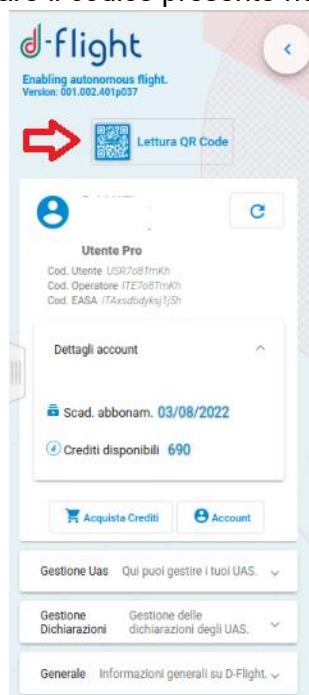 d-flight
Enabling autonomous flight.
Version: 001.002.401p037
Lettura QR Code
Utente Pro
Cod. Utente USR7o8TmKh
Cod. Operatore ITE7o8TmKh
Cod. EASA
Dettagli account
Scad. abbonam. 03/08/2022
Crediti disponibili 690
Acquista Crediti Account
Gestione Uas Qui puoi gestire i tuoi UAS.
Gestione Dichiarazioni Gestione delle dichiarazioni degli UAS.
Generale Informazioni generali su D-Flight.